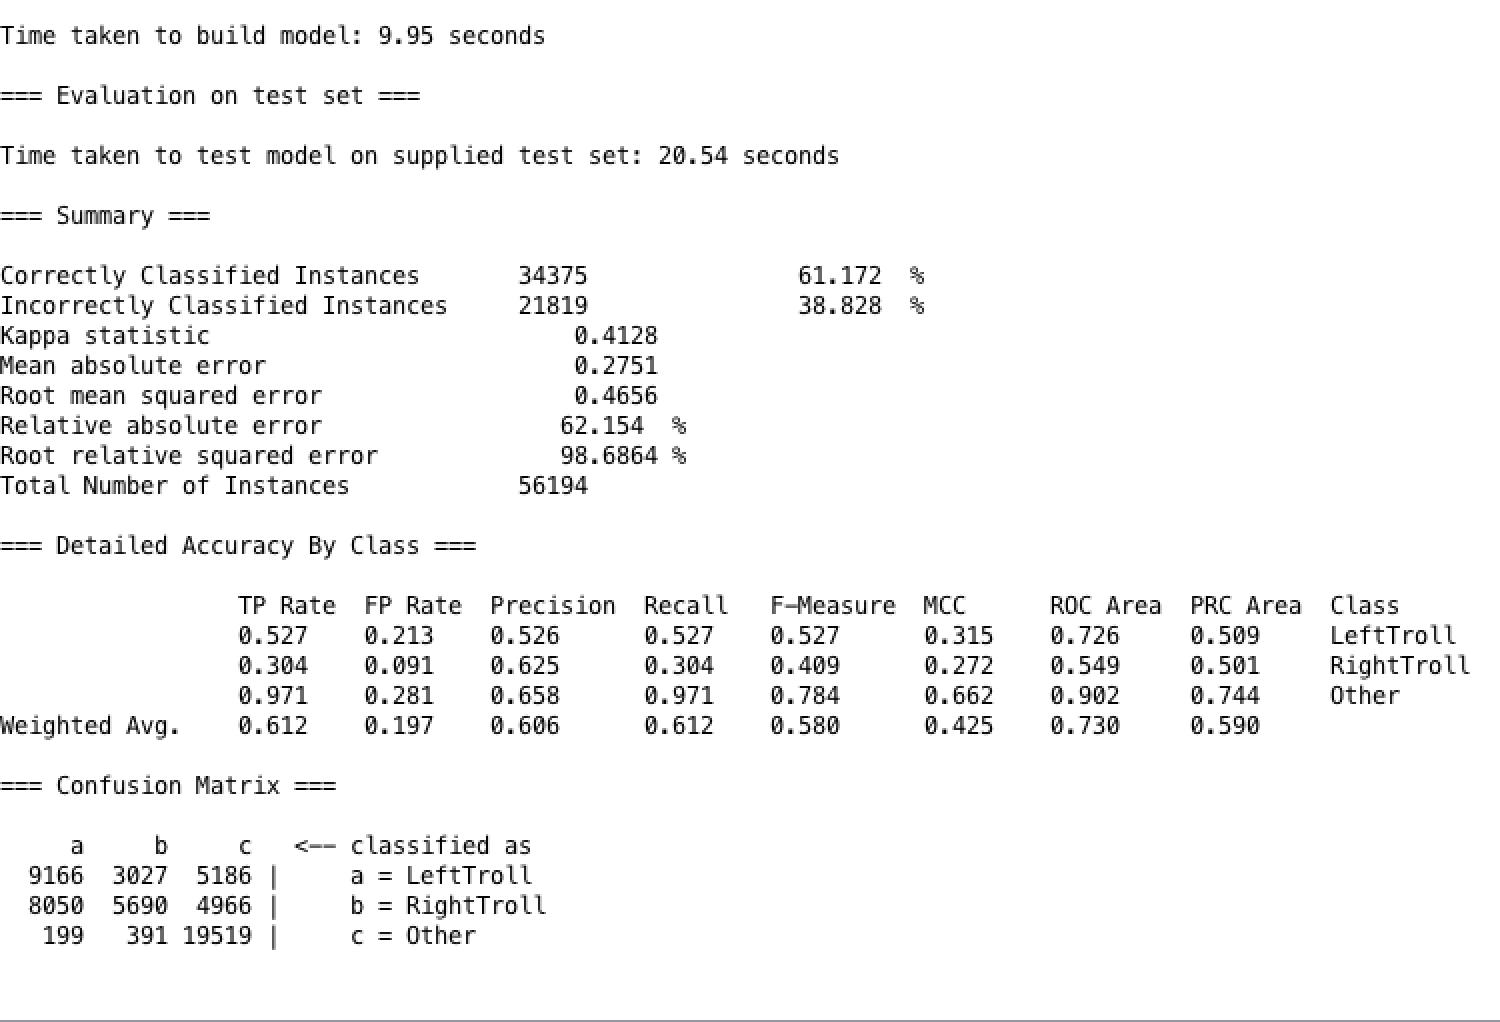 Time taken to build model: 9.95 seconds
=== Evaluation on test set ===
Time taken to test model on supplied test set: 20.54 seconds
=== Summary ===
Correctly Classified Instances 34375 61.172 %
Incorrectly Classified Instances 21819 38.828 %
Kappa statistic 0.4128
Mean absolute error 0.2751
Root mean squared error 0.4656
Relative absolute error 62.154 %
Root relative squared error 98.6864 %
Total Number of Instances 56194
=== Detailed Accuracy By Class ===
TP Rate FP Rate Precision Recall F-Measure MCC ROC Area PRC Area Class
0.527 0.213 0.526 0.527 0.527 0.315 0.726 0.509 LeftTroll
0.304 0.091 0.625 0.304 0.409 0.272 0.549 0.501 RightTroll
0.971 0.281 0.658 0.971 0.784 0.662 0.902 0.744 Other
Weighted Avg. 0.612 0.197 0.606 0.612 0.580 0.425 0.730 0.590
=== Confusion Matrix ===
a b c <-- classified as
9166 3027 5186 | a = LeftTroll
8050 5690 4966 | b = RightTroll
199 391 19519 | c = Other